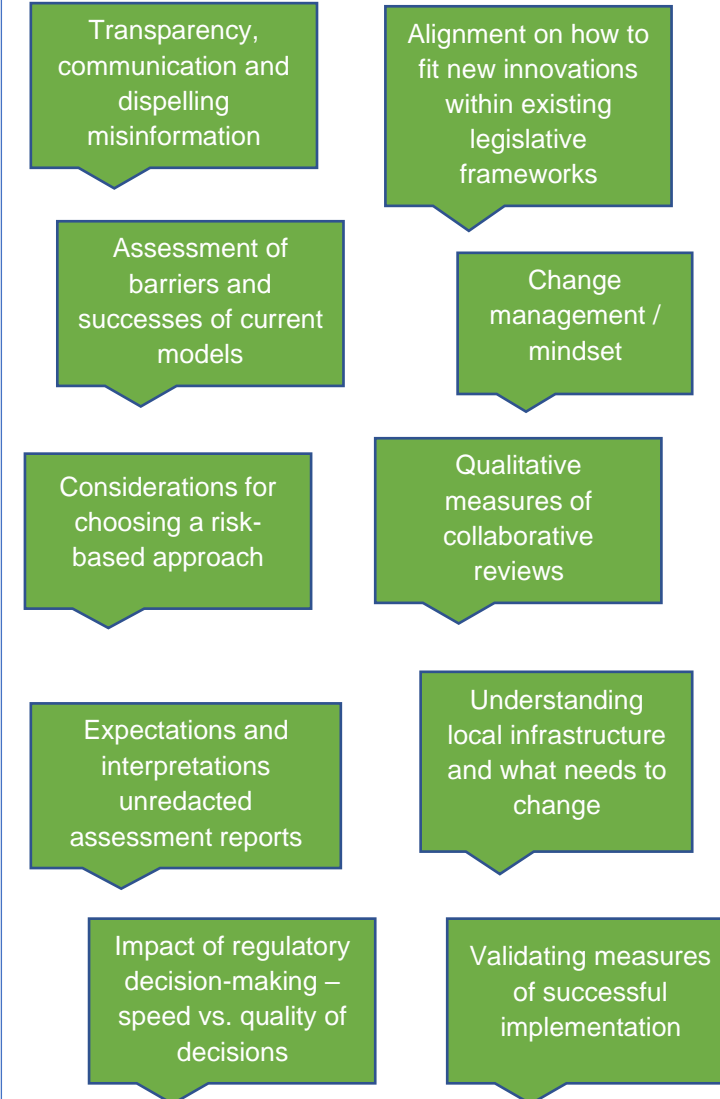 Transparency,
communication and
dispelling
misinformation
Alignment on how to
fit new innovations
within existing
legislative
frameworks
Assessment of
barriers and
successes of current
models
Change
management /
mindset
Considerations for
choosing a risk-
based approach
Qualitative
measures of
collaborative
reviews
Expectations and
interpretations
unredacted
assessment reports
Understanding
local infrastructure
and what needs to
change
Impact of regulatory
decision-making –
speed vs. quality of
decisions
Validating measures
of successful
implementation